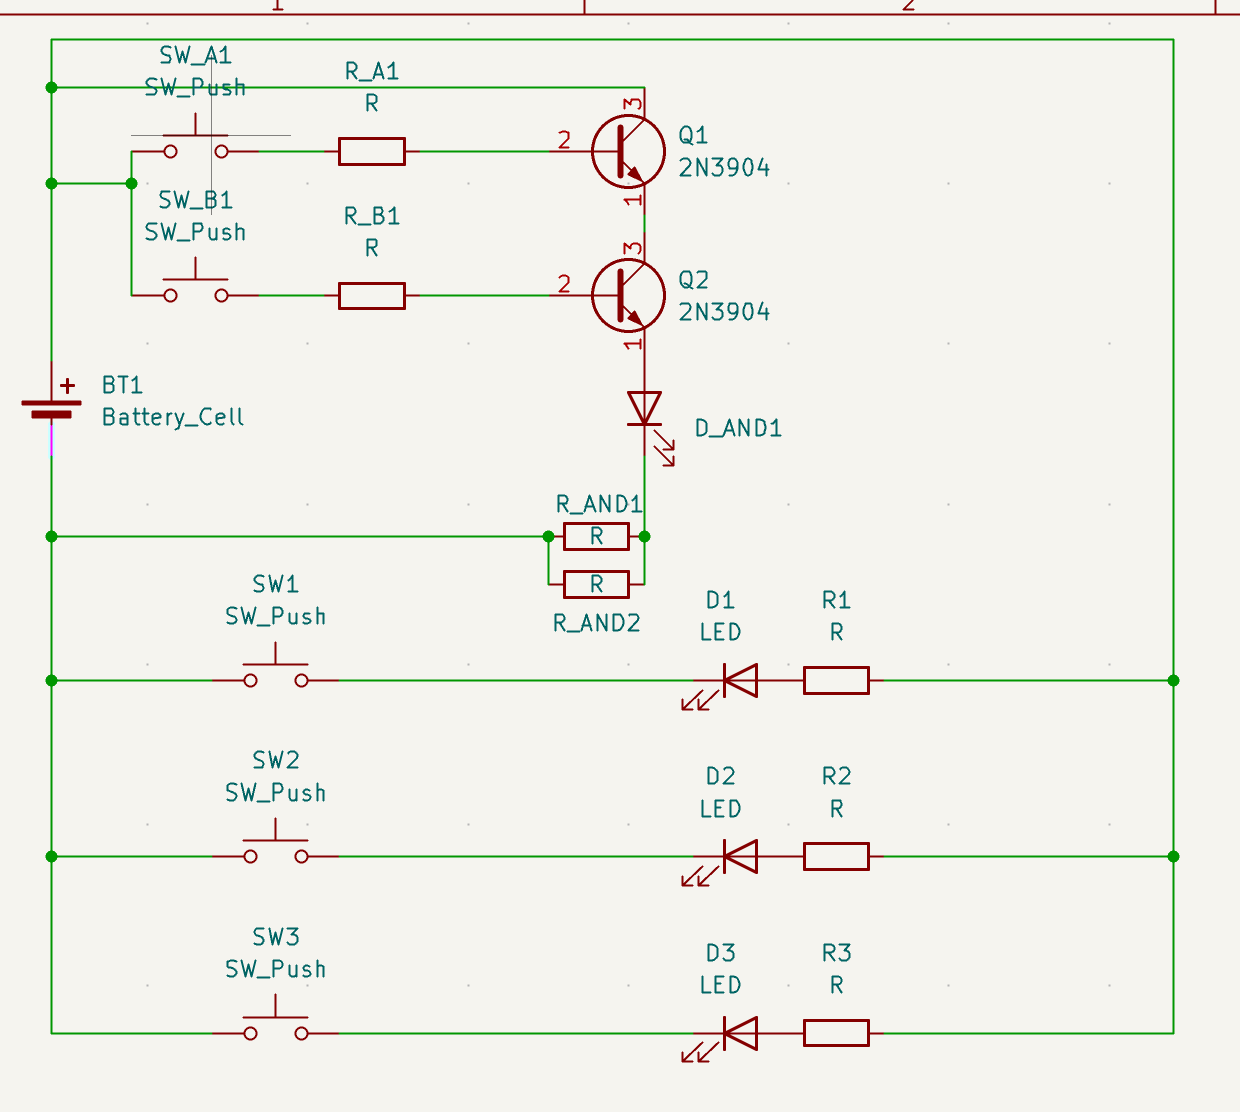 1
2
SW_A1
SW_Push
R_A1
R
3
2
1
Q1
2N3904
SW_B1
SW_Push
R_B1
R
3
2
1
Q2
2N3904
+
BT1
Battery_Cell
D_AND1
R_AND1
R
R
R_AND2
SW1
SW_Push
D1
LED
R1
R
SW2
SW_Push
D2
LED
R2
R
SW3
SW_Push
D3
LED
R3
R